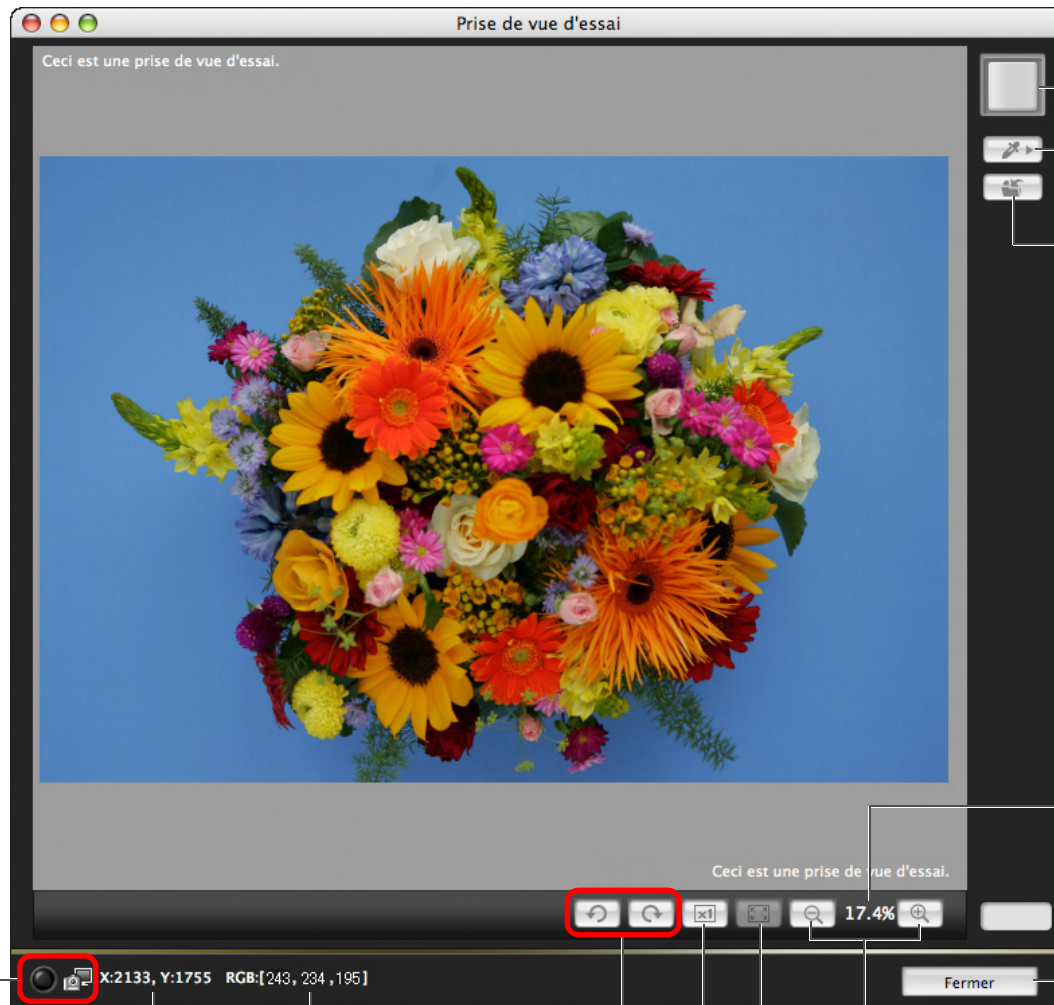 Prise de vue d'essai
Ceci est une prise de vue d'essai.
Ceci est une prise de vue d'essai.
x1
17.4%
X:2133, Y:1755 RGB:[243, 234 ,195]
Fermer